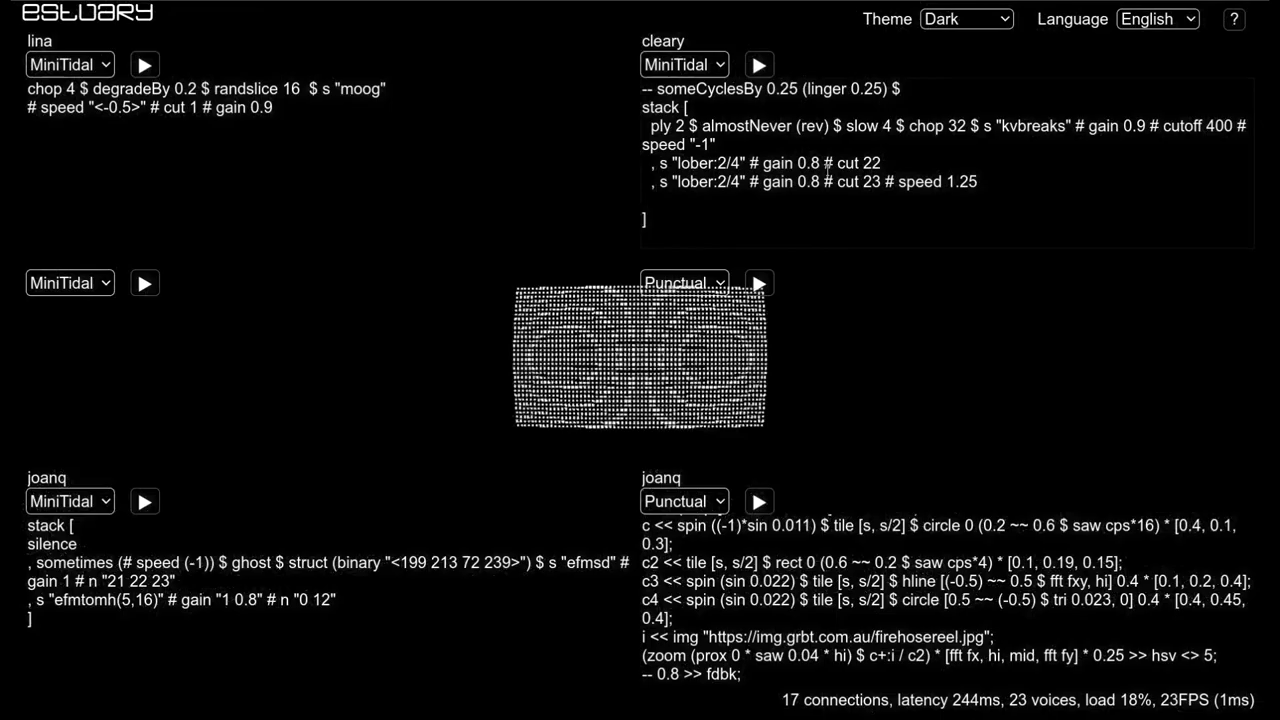 estuary
Theme Dark Language English ?
lina
MiniTidal
chop 4 $ degradeBy 0.2 $ randslice 16  $ s "moog"
# speed "<-0.5>" # cut 1 # gain 0.9
cleary
MiniTidal
-- someCyclesBy 0.25 (linger 0.25) $
stack [
ply 2 $ almostNever (rev) $ slow 4 $ chop 32 $ s "kvbreaks" # gain 0.9 # cutoff 400 #
speed "-1"
, s "lober:2/4" # gain 0.8 # cut 22
, s "lober:2/4" # gain 0.8 # cut 23 # speed 1.25
]
MiniTidal
Punctual
joanq
MiniTidal
stack [
silence
, sometimes (# speed (-1)) $ ghost $ struct (binary "<199 213 72 239>") $ s "efmsd" #
gain 1 # n "21 22 23"
, s "efmtomh(5,16)" # gain "1 0.8" # n "0 12"
]
joanq
Punctual
c << spin ((-1)*sin 0.011) $ tile [s, s/2] $ circle 0 (0.2 ~~ 0.6 $ saw cps*16) * [0.4, 0.1,
0.3];
c2 << tile [s, s/2] $ rect 0 (0.6 ~~ 0.2 $ saw cps*4) * [0.1, 0.19, 0.15];
c3 << spin (sin 0.022) $ tile [s, s/2] $ hline [(-0.5) ~~ 0.5 $ fft fxy, hi] 0.4 * [0.1, 0.2, 0.4];
c4 << spin (sin 0.022) $ tile [s, s/2] $ circle [0.5 ~~ (-0.5) $ tri 0.023, 0] 0.4 * [0.4, 0.45,
0.4];
i << img "https://img.grbt.com.au/firehosereel.jpg";
(zoom (prox 0 * saw 0.04 * hi) $ c+:i / c2) * [fft fx, hi, mid, fft fy] * 0.25 >> hsv <> 5;
-- 0.8 >> fdbk;
17 connections, latency 244ms, 23 voices, load 18%, 23FPS (1ms)